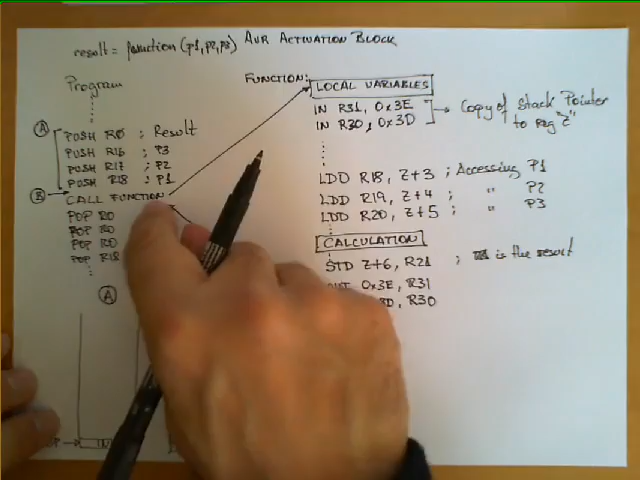 result = function (p1,p2,p3) AVR ACTIVATION BLOCK
Program
A
PUSH R0 ; Result
PUSH R16 ; P3
PUSH R17 ; P2
PUSH R18 ; P1
B CALL FUNCTION
POP R0
POP R0
POP R0
POP R18
A
FUNCTION:
LOCAL VARIABLES
IN R31, 0x3E
IN R30, 0x3D
Copy of Stack Pointer
to Reg "Z"
LDD R18, Z+3 ; Accessing P1
LDD R19, Z+4 ; " P2
LDD R20, Z+5 ; " P3
CALCULATION
STD Z+6, R21 ; is the result
0x3E, R31
3D, R30